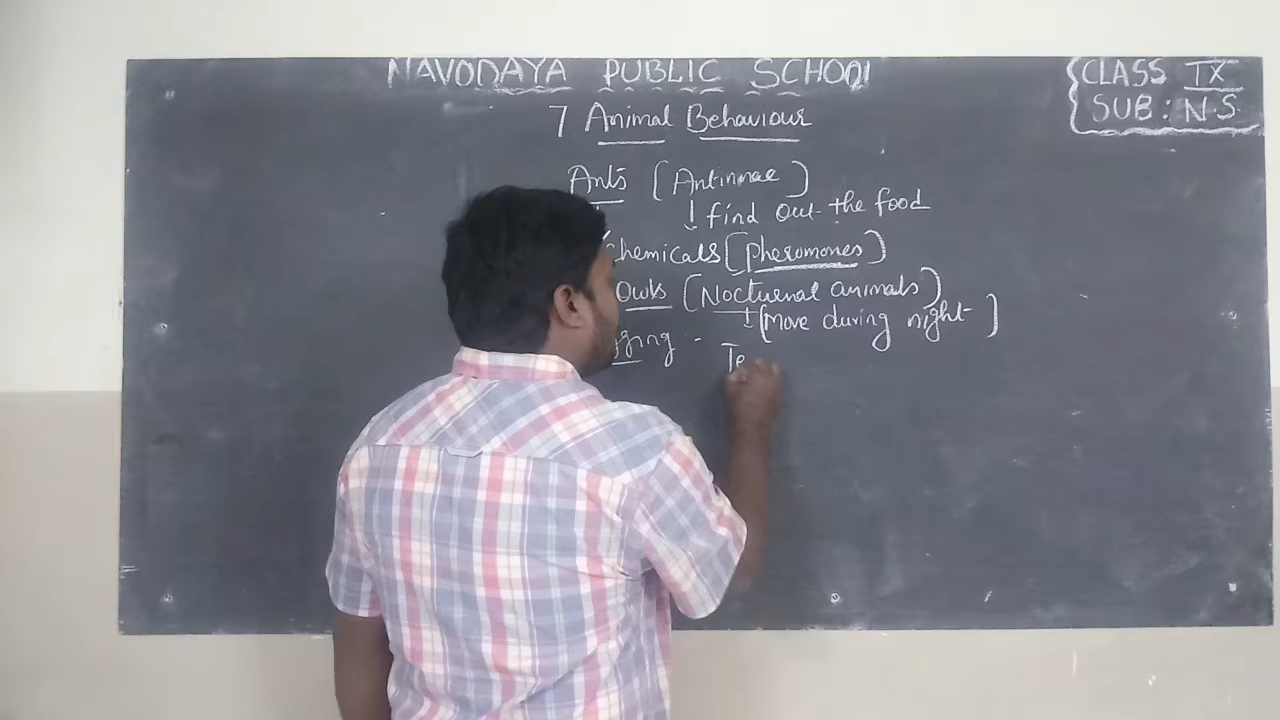 NAVODAYA PUBLIC SCHOOL
CLASS IX
SUB: N.S.
7 Animal Behaviour
Ants (Antinnae)
↓ find out the food
Chemicals (Pheromones)
Owls (Nocturnal animals)
↓ (Move during night)
ging - Te